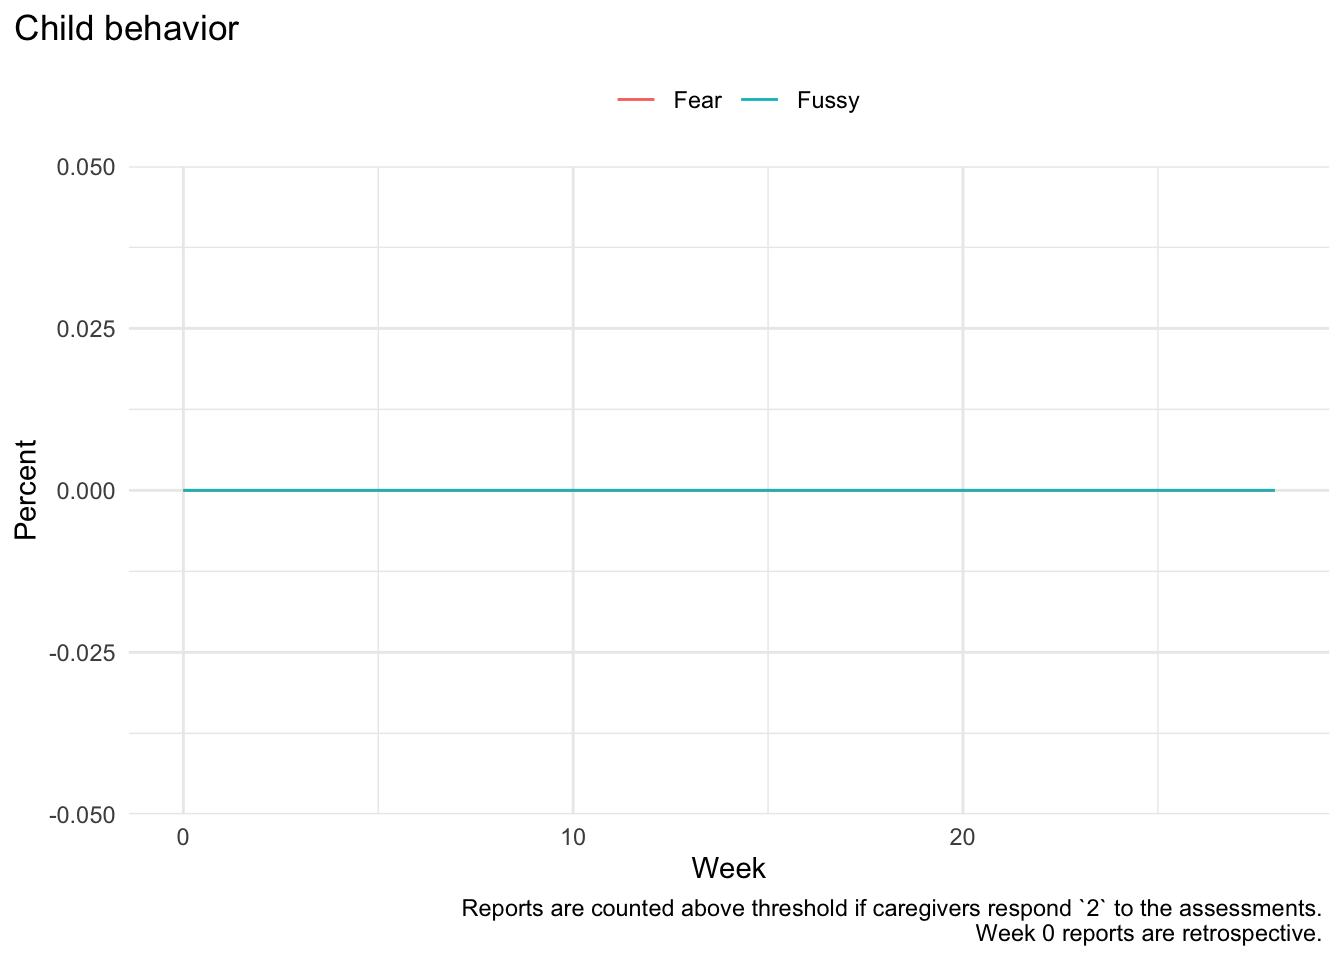 Child behavior
Fear Fussy
0.050
0.025
0.000
-0.025
-0.050
Percent
0 10 20
Week
Reports are counted above threshold if caregivers respond `2` to the assessments.
Week 0 reports are retrospective.